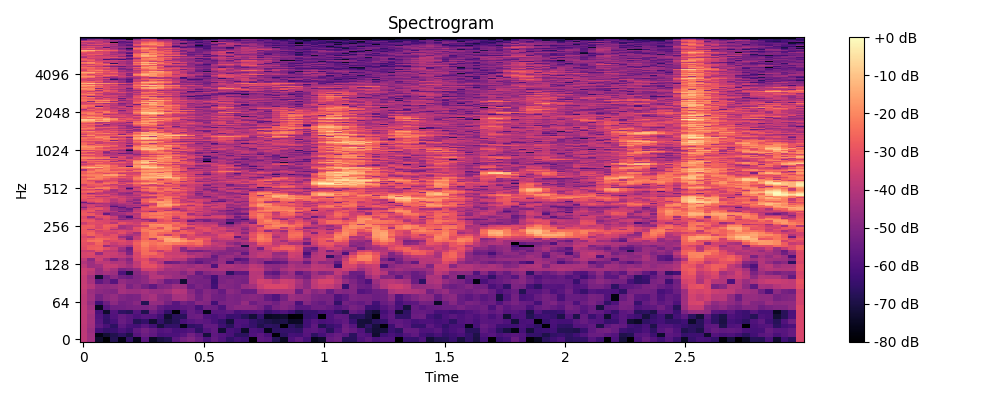 Spectrogram
Hz
4096
2048
1024
512
256
128
64
0
0
0.5
1
1.5
2
2.5
Time
+0 dB
-10 dB
-20 dB
-30 dB
-40 dB
-50 dB
-60 dB
-70 dB
-80 dB